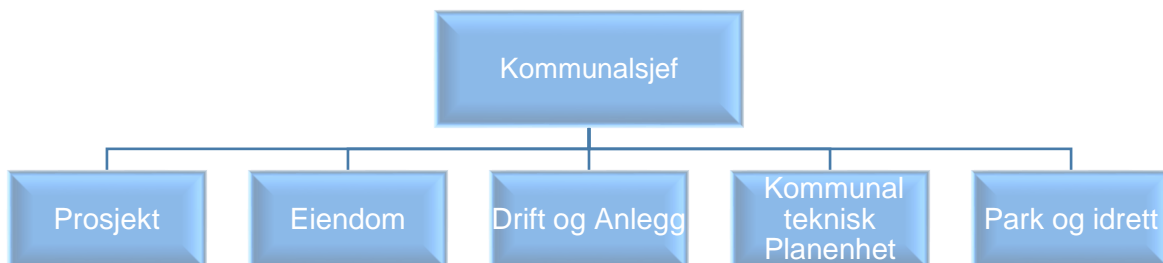 Kommunalsjef
Prosjekt
Eiendom
Drift og Anlegg
Kommunal
teknisk
Planenhet
Park og idrett